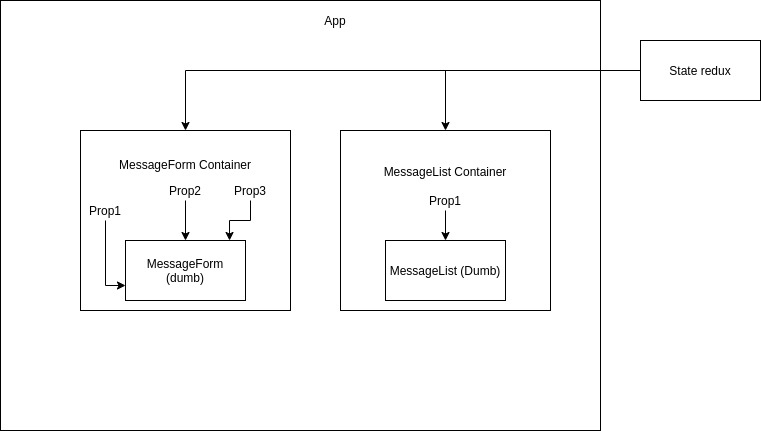 App
State redux
MessageForm Container
Prop2
Prop3
Prop1
MessageForm
(dumb)
MessageList Container
Prop1
MessageList (Dumb)